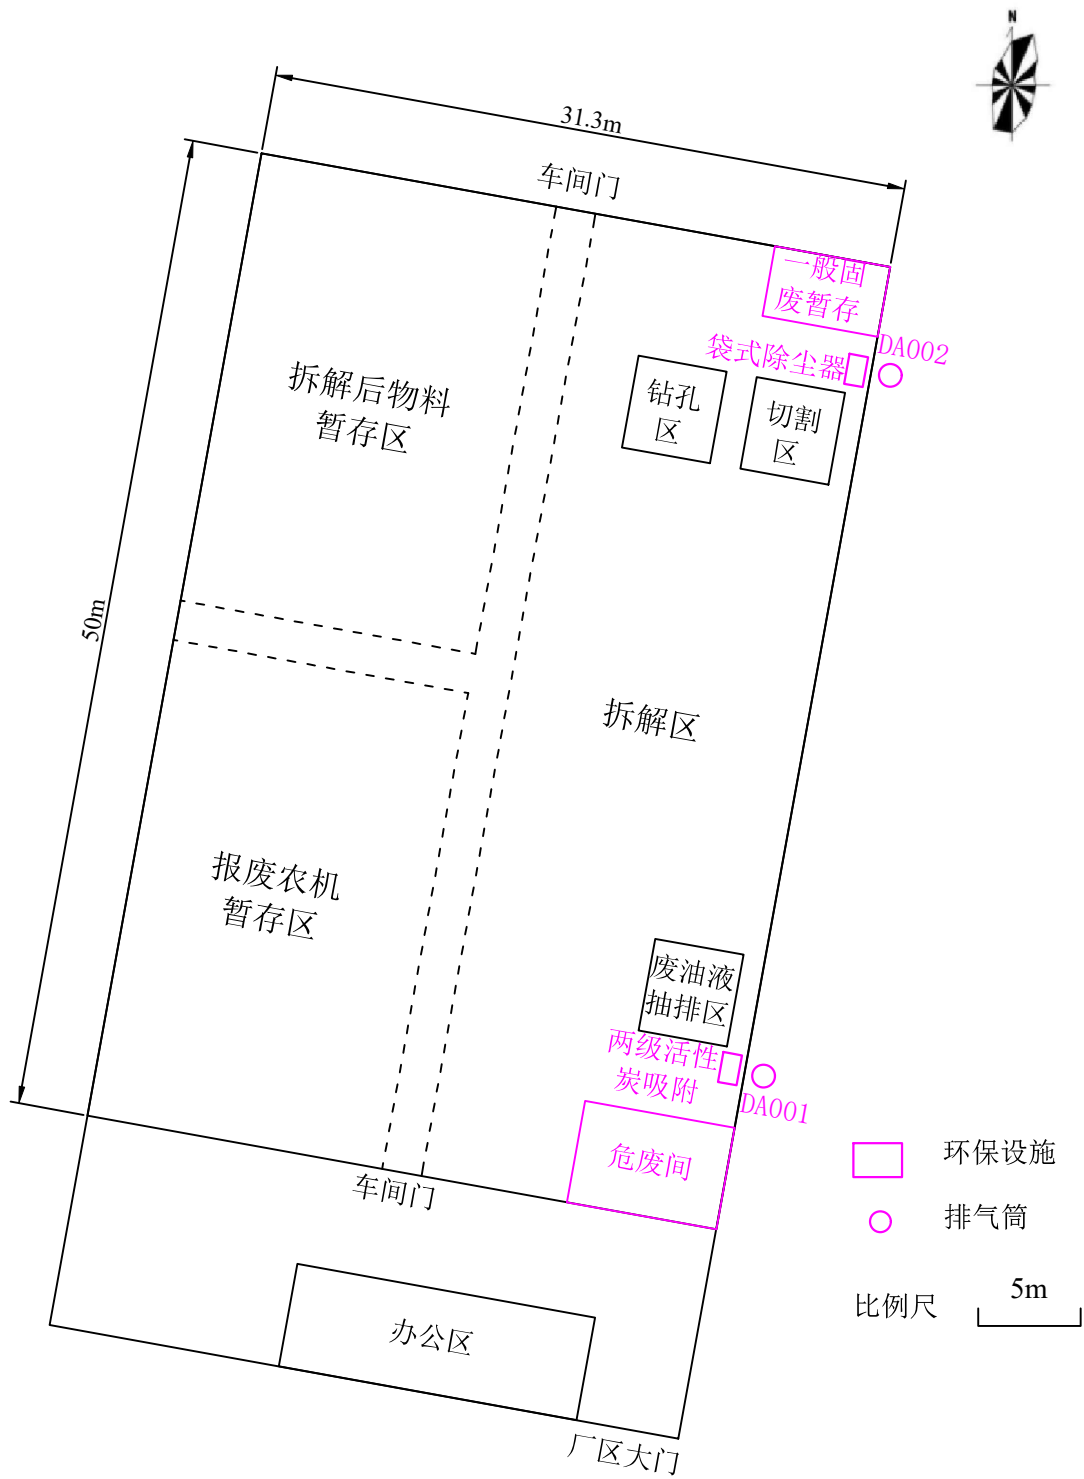 N
31.3m
车间门
一般固
废暂存
DA002
袋式除尘器
拆解后物料
暂存区
钻孔
区
切割
区
50m
拆解区
报废农机
暂存区
废油液
抽排区
两级活性
炭吸附
DA001
危废间
车间门
环保设施
排气筒
比例尺
5m
办公区
厂区大门